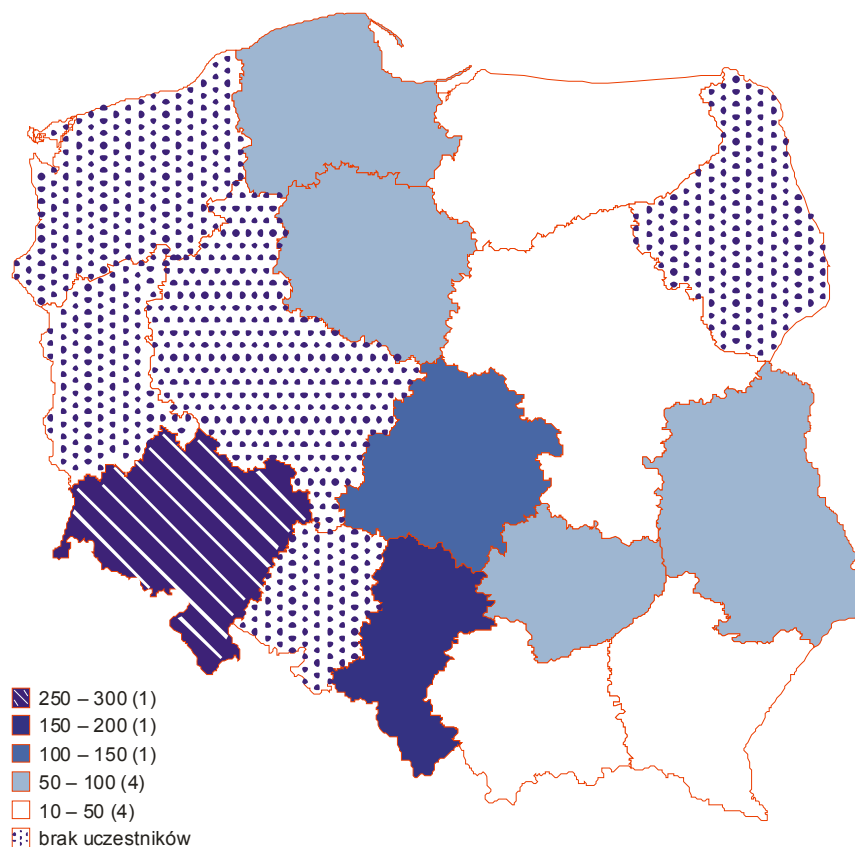 250 – 300 (1)
150 – 200 (1)
100 – 150 (1)
50 – 100 (4)
10 – 50 (4)
brak uczestników